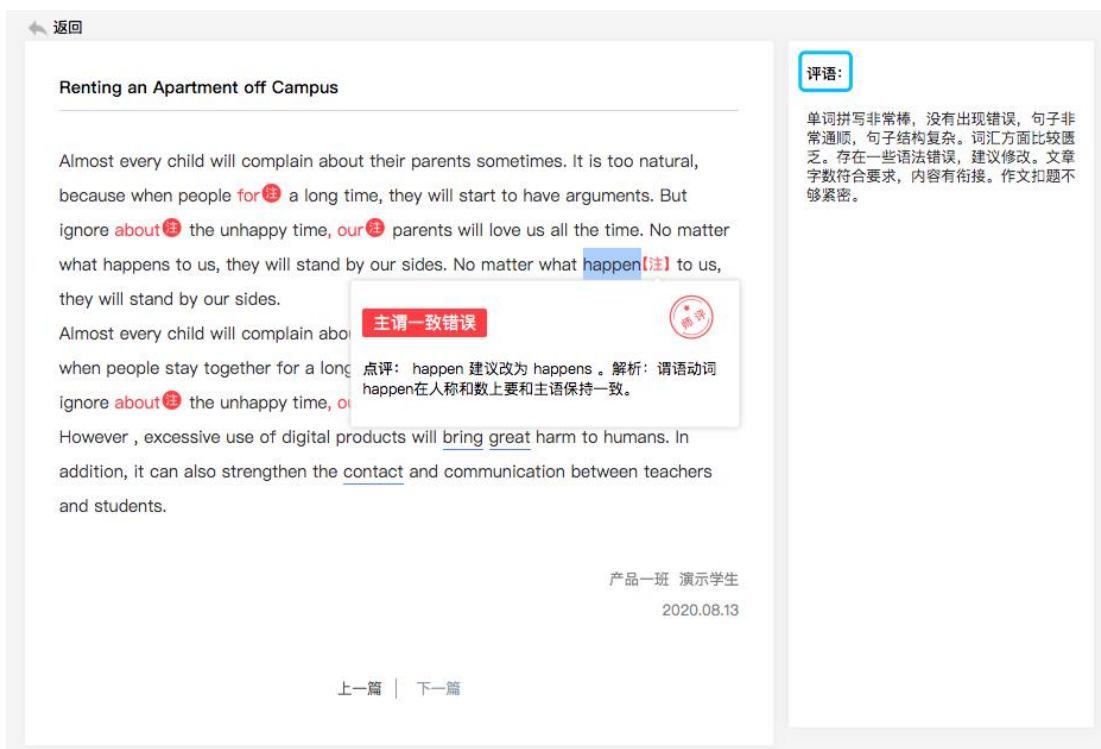 返回
Renting an Apartment off Campus
Almost every child will complain about their parents sometimes. It is too natural,
because when people for注 a long time, they will start to have arguments. But
ignore about注 the unhappy time, our注 parents will love us all the time. No matter
what happens to us, they will stand by our sides. No matter what happen【注】 to us,
they will stand by our sides.
Almost every child will complain abou
when people stay together for a long
ignore about注 the unhappy time, ou
However , excessive use of digital products will bring great harm to humans. In
addition, it can also strengthen the contact and communication between teachers
and students.
主谓一致错误
师评
点评： happen 建议改为 happens 。解析：谓语动词
happen在人称和数上要和主语保持一致。
产品一班 演示学生
2020.08.13
上一篇 │ 下一篇
评语：
单词拼写非常棒，没有出现错误，句子非
常通顺，句子结构复杂。词汇方面比较匮
乏。存在一些语法错误，建议修改。文章
字数符合要求，内容有衔接。作文扣题不
够紧密。